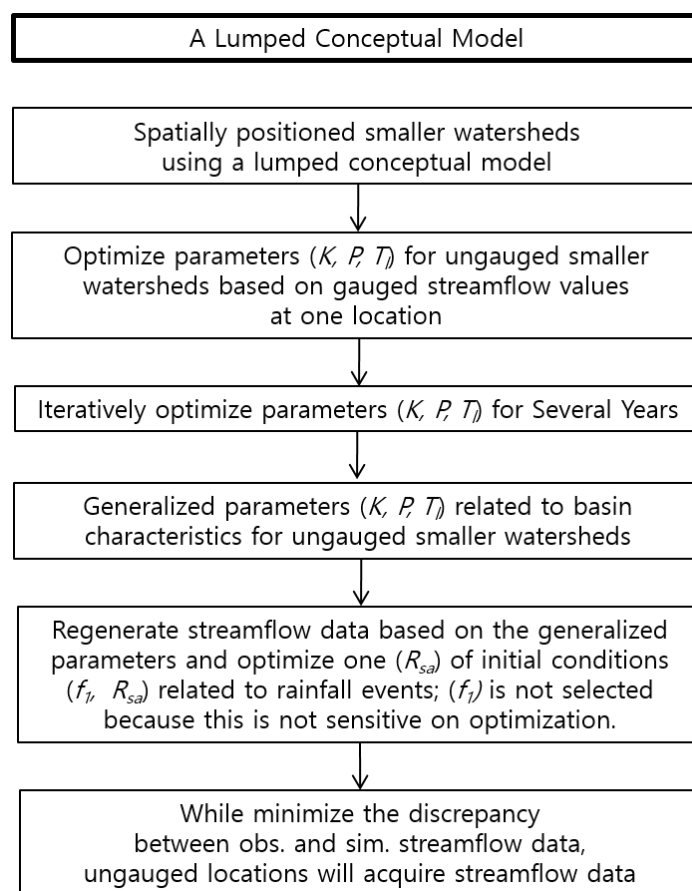 A Lumped Conceptual Model
Spatially positioned smaller watersheds
using a lumped conceptual model
Optimize parameters (K, P, Tl) for ungauged smaller
watersheds based on gauged streamflow values
at one location
Iteratively optimize parameters (K, P, Tl) for Several Years
Generalized parameters (K, P, Tl) related to basin
characteristics for ungauged smaller watersheds
Regenerate streamflow data based on the generalized
parameters and optimize one (Rsa) of initial conditions
(f1, Rsa) related to rainfall events; (f1) is not selected
because this is not sensitive on optimization.
While minimize the discrepancy
between obs. and sim. streamflow data,
ungauged locations will acquire streamflow data